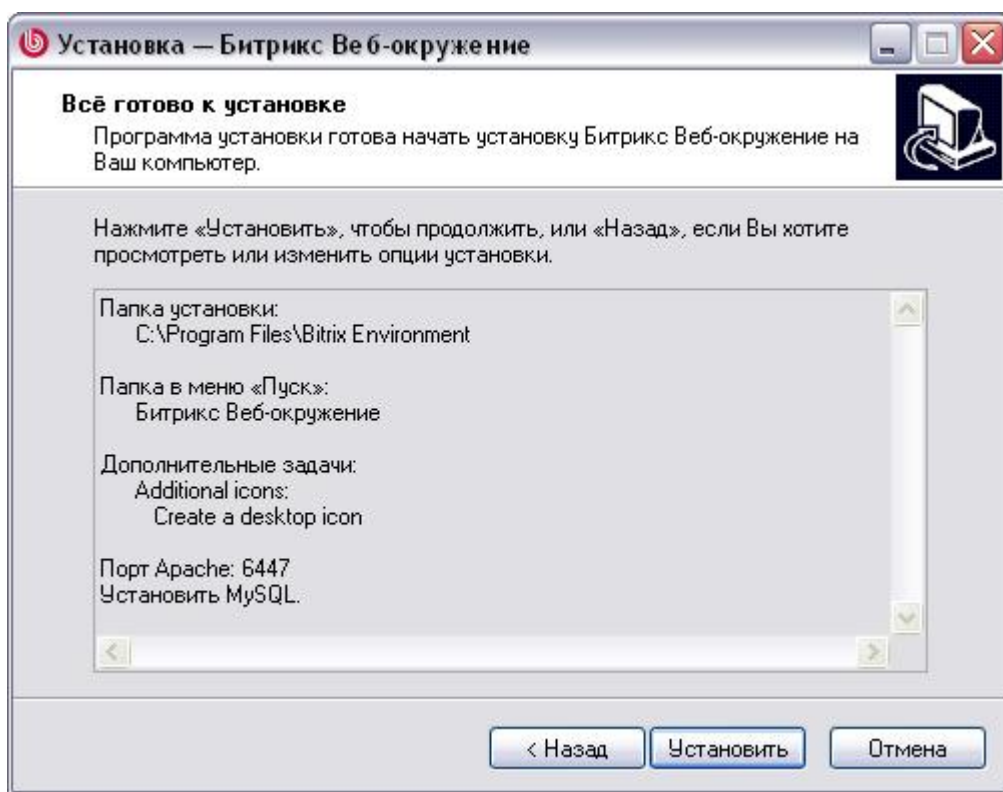 Установка — Битрикс Веб-окружение
Всё готово к установке
Программа установки готова начать установку Битрикс Веб-окружение на
Ваш компьютер.
Нажмите «Установить», чтобы продолжить, или «Назад», если Вы хотите
просмотреть или изменить опции установки.
Папка установки:
C:\Program Files\Bitrix Environment
Папка в меню «Пуск»:
Битрикс Веб-окружение
Дополнительные задачи:
Additional icons:
Create a desktop icon
Порт Apache: 6447
Установить MySQL.
< Назад
Установить
Отмена